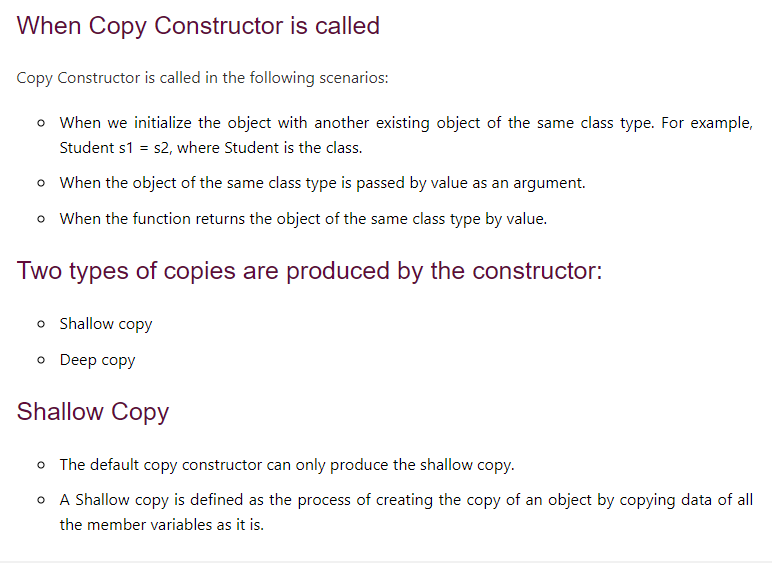 When Copy Constructor is called
Copy Constructor is called in the following scenarios:
When we initialize the object with another existing object of the same class type. For example,
Student s1 = s2, where Student is the class.
When the object of the same class type is passed by value as an argument.
When the function returns the object of the same class type by value.
Two types of copies are produced by the constructor:
Shallow copy
Deep copy
Shallow Copy
The default copy constructor can only produce the shallow copy.
A Shallow copy is defined as the process of creating the copy of an object by copying data of all
the member variables as it is.